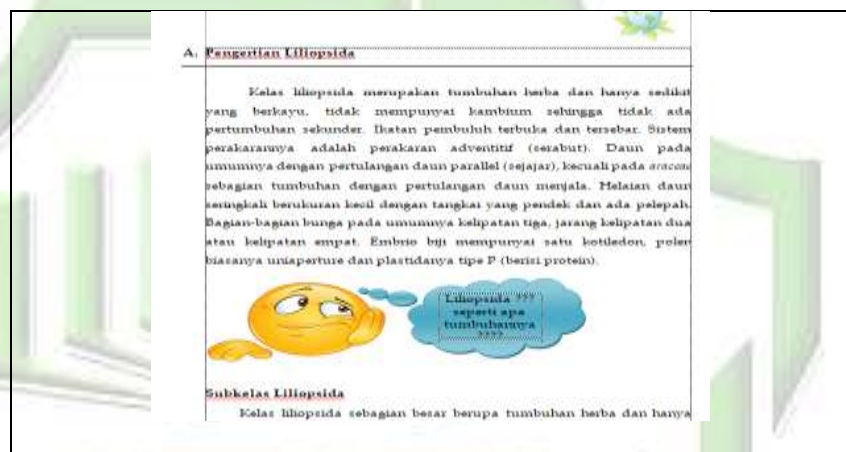 A. Pengertian Liliopsida
Kelas liliopsida merupakan tumbuhan herba dan hanya sedikit
yang berkayu, tidak mempunyai kambium sehingga tidak ada
pertumbuhan sekunder. Ikatan pembuluh terbuka dan tersebar. Sistem
perakarannya adalah perakaran adventitif (serabut). Daun pada
umumnya dengan pertulangan daun parallel (sejajar), kecuali pada araceae
sebagian tumbuhan dengan pertulangan daun menjala. Helaian daun
seringkali berukuran kecil dengan tangkai yang pendek dan ada pelepah.
Bagian-bagian bunga pada umumnya kelipatan tiga, jarang kelipatan dua
atau kelipatan empat. Embrio biji mempunyai satu kotiledon, polen
biasanya uniaperture dan plastidanya tipe P (berisi protein).
Liliopsida ???
seperti apa
tumbuhannya
????
Subkelas Liliopsida
Kelas liliopsida sebagian besar berupa tumbuhan herba dan hanya